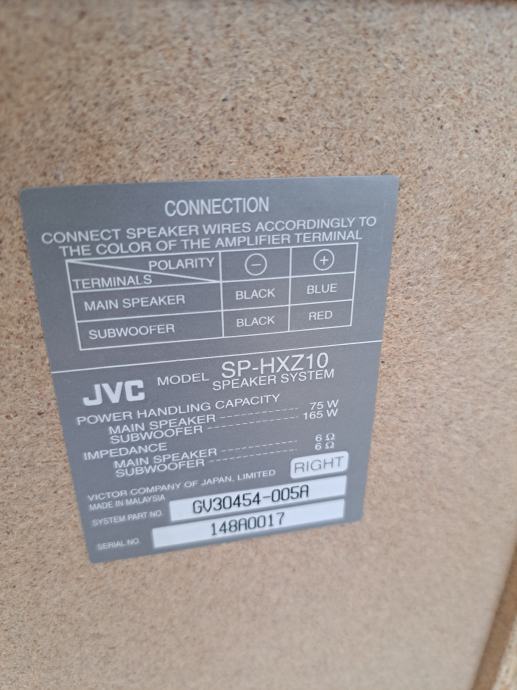 CONNECTION
CONNECT SPEAKER WIRES ACCORDINGLY TO
THE COLOR OF THE AMPLIFIER TERMINAL
POLARITY − +
TERMINALS
MAIN SPEAKER BLACK BLUE
SUBWOOFER BLACK RED
JVC MODEL SP-HXZ10
SPEAKER SYSTEM
POWER HANDLING CAPACITY
MAIN SPEAKER ------------ 75 W
SUBWOOFER ------------ 165 W
IMPEDANCE
MAIN SPEAKER ------------ 6 Ω
SUBWOOFER ------------ 6 Ω
RIGHT
VICTOR COMPANY OF JAPAN, LIMITED
MADE IN MALAYSIA
SYSTEM PART NO. GV30454-005A
SERIAL NO. 148A0017